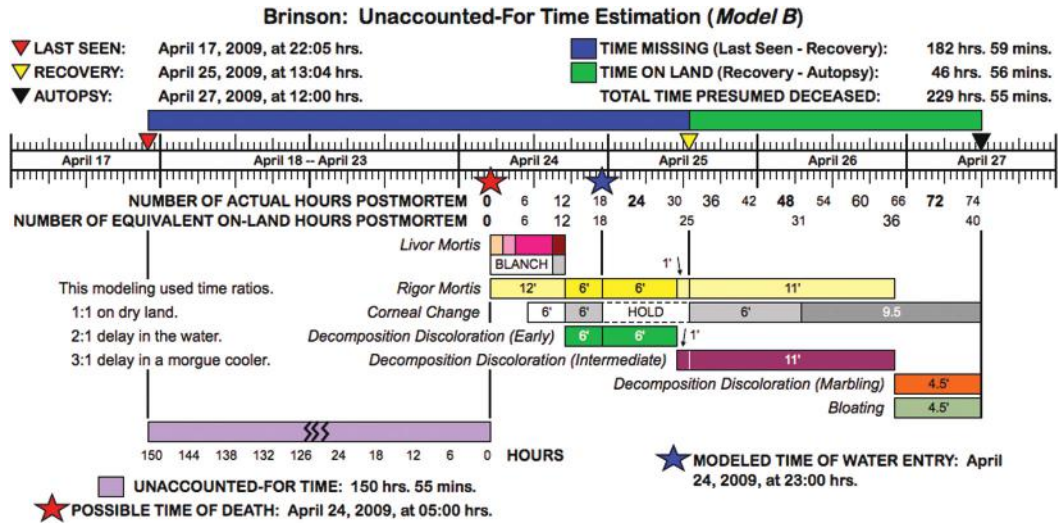 Brinson: Unaccounted-For Time Estimation (Model B)
LAST SEEN: April 17, 2009, at 22:05 hrs.
RECOVERY: April 25, 2009, at 13:04 hrs.
AUTOPSY: April 27, 2009, at 12:00 hrs.
TIME MISSING (Last Seen - Recovery): 182 hrs. 59 mins.
TIME ON LAND (Recovery - Autopsy): 46 hrs. 56 mins.
TOTAL TIME PRESUMED DECEASED: 229 hrs. 55 mins.
April 17 April 18 -- April 23 April 24 April 25 April 26 April 27
NUMBER OF ACTUAL HOURS POSTMORTEM 0 6 12 18 24 30 36 42 48 54 60 66 72 74
NUMBER OF EQUIVALENT ON-LAND HOURS POSTMORTEM 0 6 12 18 25 31 36 40
Livor Mortis
BLANCH
1'
Rigor Mortis 12' 6' 6' 11'
Corneal Change 6' 6' HOLD 6' 9.5
Decomposition Discoloration (Early) 6' 6' 1'
Decomposition Discoloration (Intermediate) 11'
Decomposition Discoloration (Marbling) 4.5'
Bloating 4.5'
This modeling used time ratios.
1:1 on dry land.
2:1 delay in the water.
3:1 delay in a morgue cooler.
150 144 138 132 126 24 18 12 6 0 HOURS
UNACCOUNTED-FOR TIME: 150 hrs. 55 mins.
POSSIBLE TIME OF DEATH: April 24, 2009, at 05:00 hrs.
MODELED TIME OF WATER ENTRY: April
24, 2009, at 23:00 hrs.